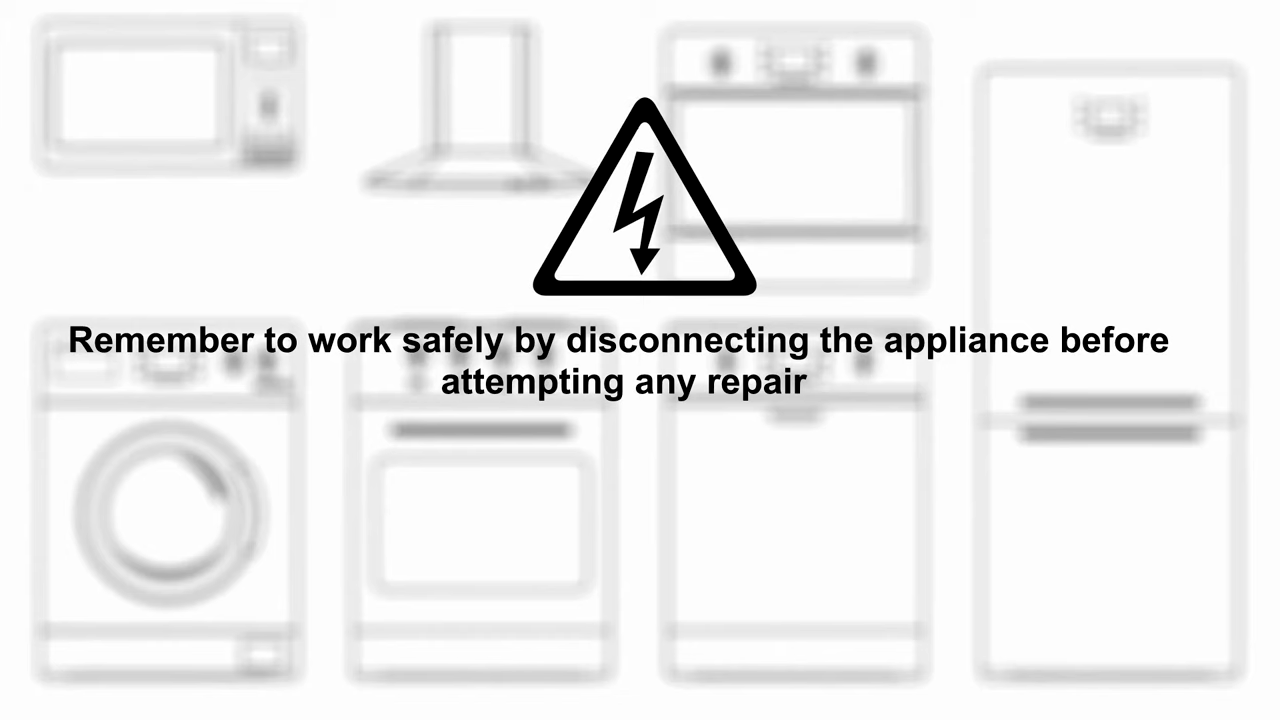 Remember to work safely by disconnecting the appliance before
attempting any repair